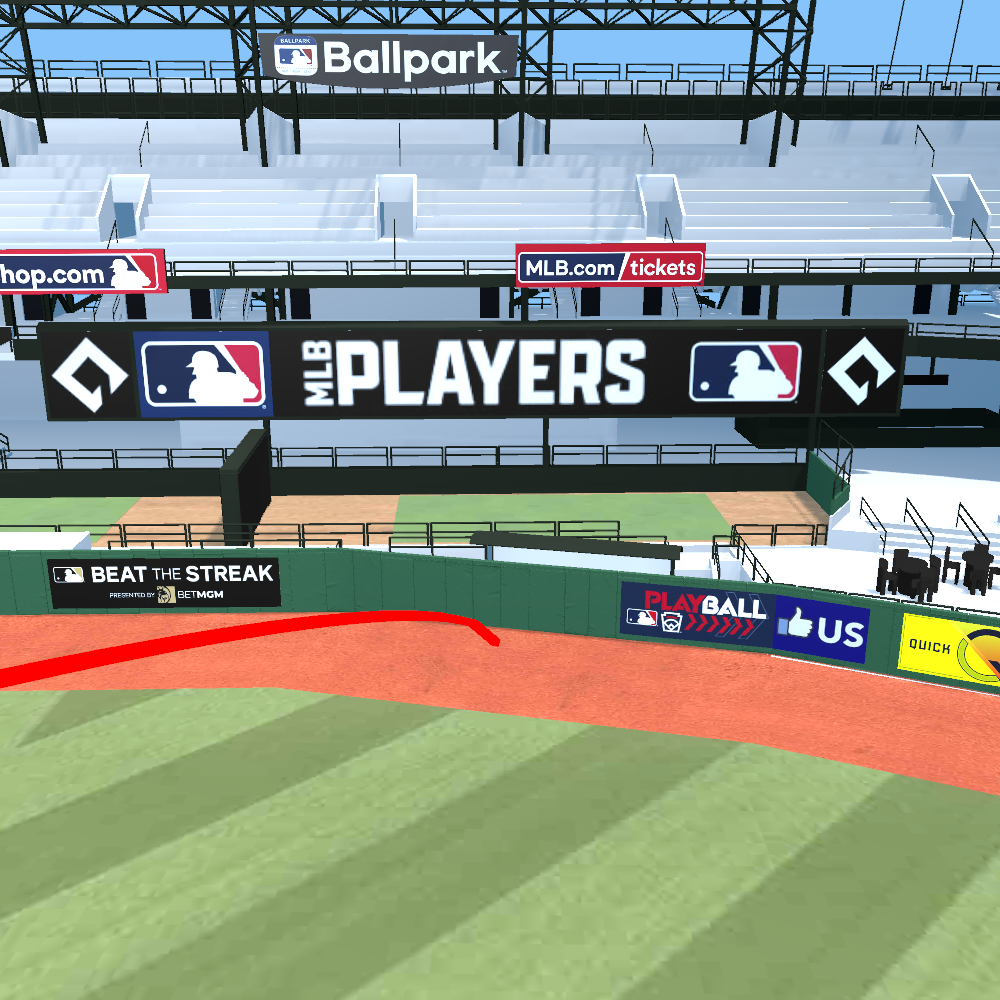 BALLPARK
Ballpark
hop.com
MLB.com/tickets
MLB PLAYERS
BEAT THE STREAK
PRESENTED BY BETMGM
PLAY BALL
US
QUICK